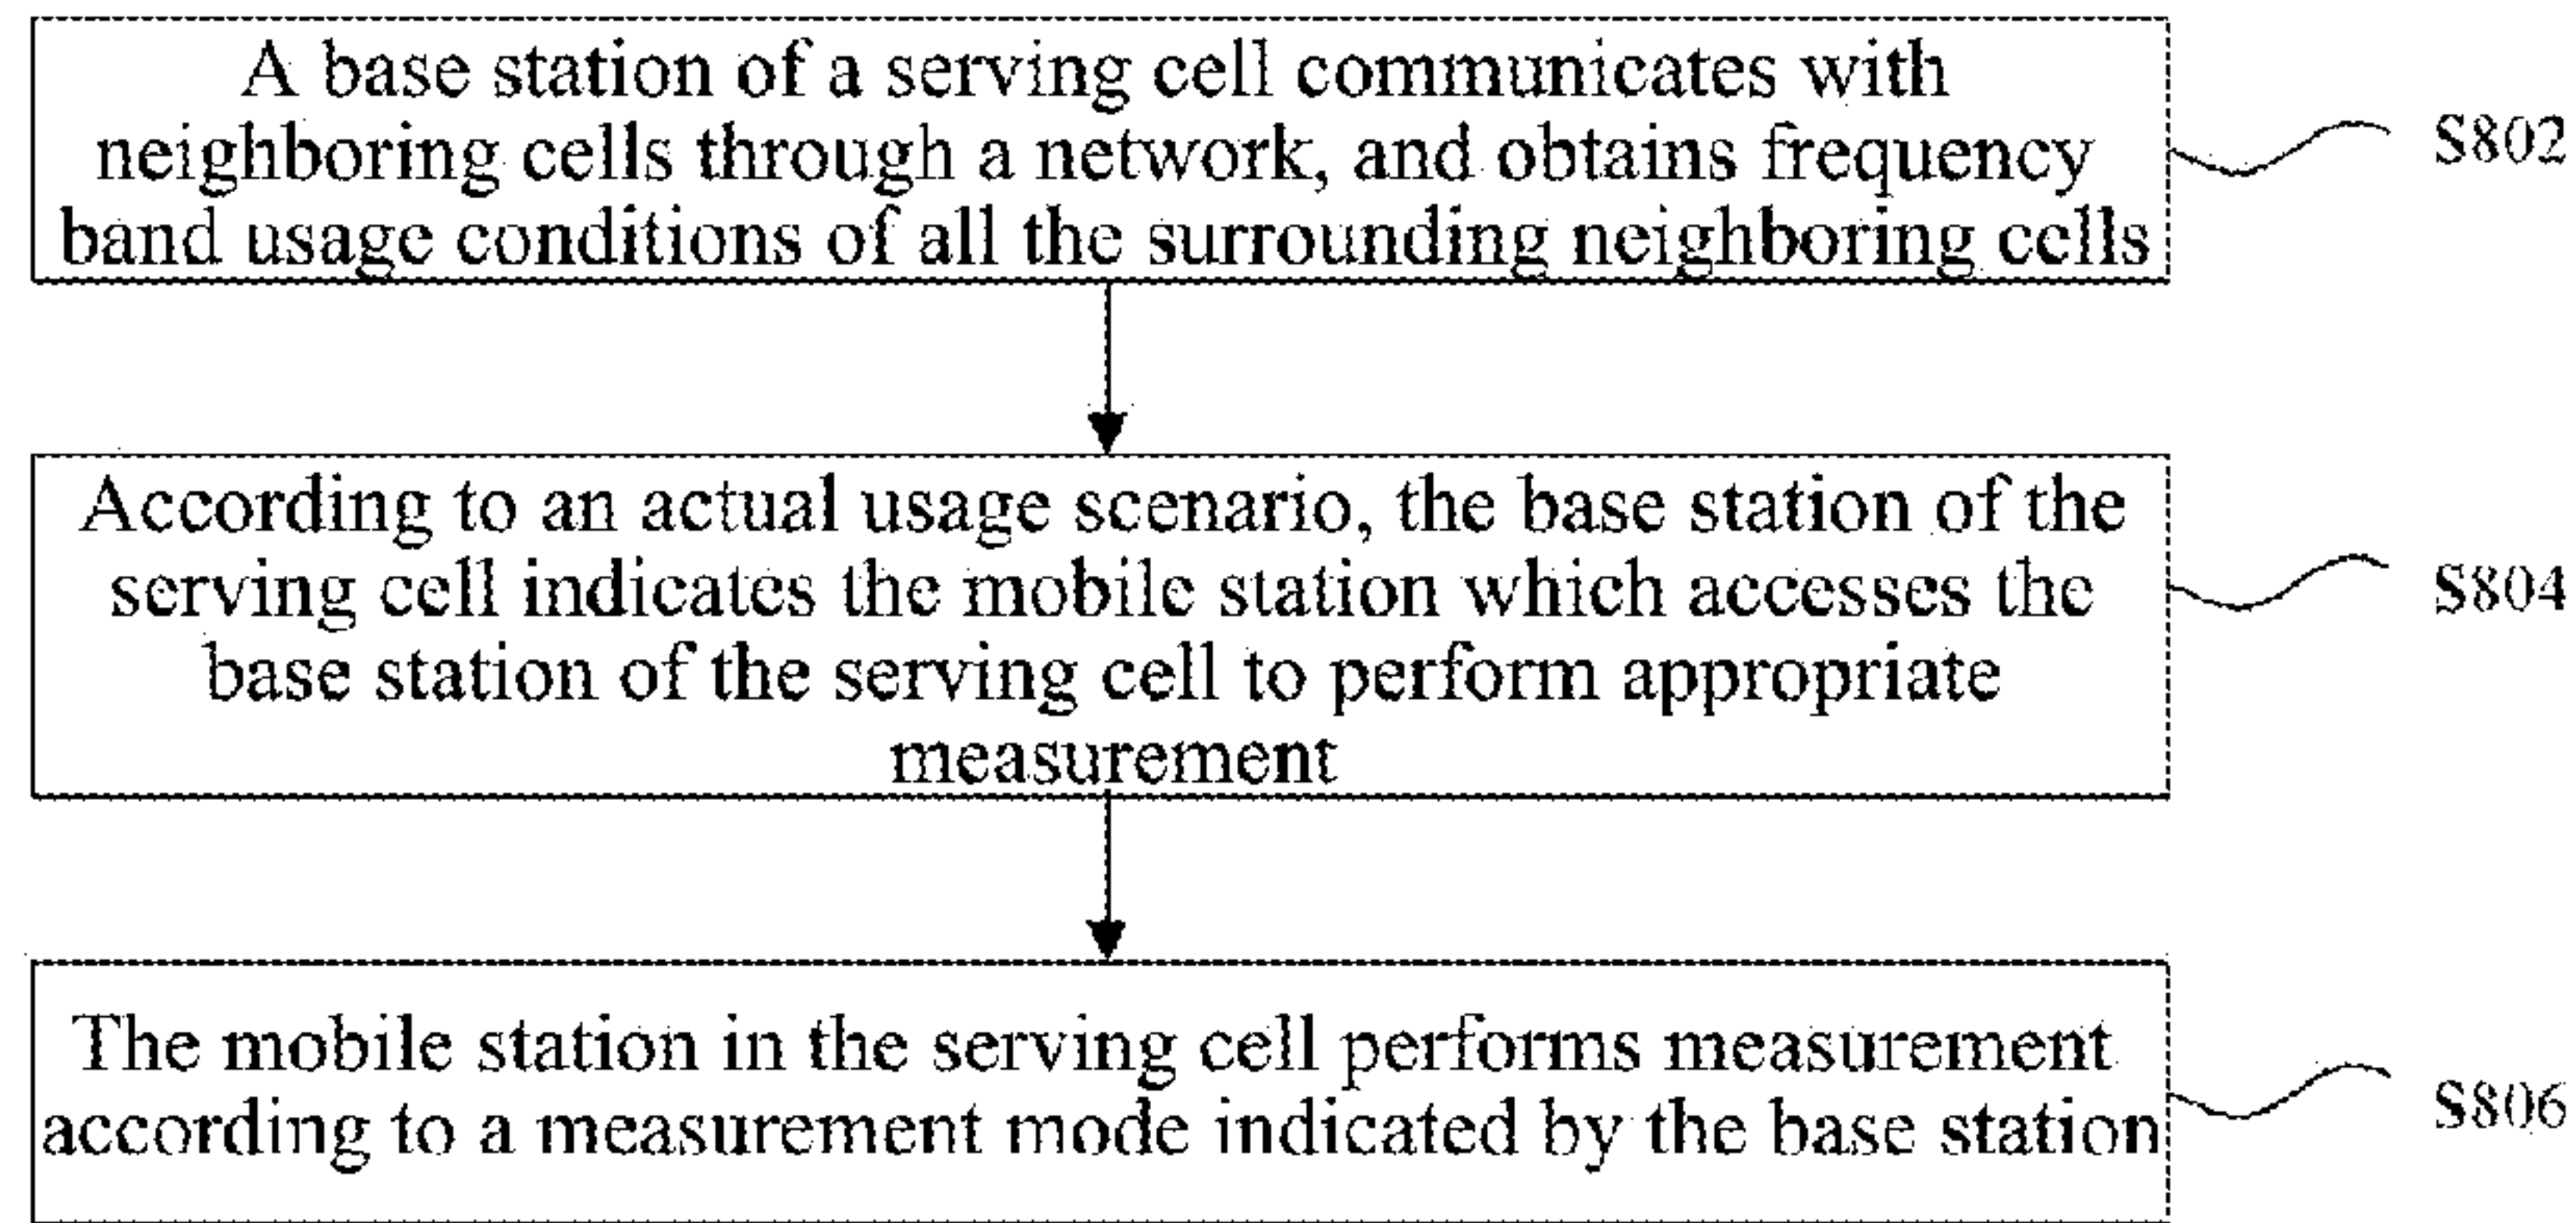 A base station of a serving cell communicates with
neighboring cells through a network, and obtains frequency
band usage conditions of all the surrounding neighboring cells
S802
According to an actual usage scenario, the base station of the
serving cell indicates the mobile station which accesses the
base station of the serving cell to perform appropriate
measurement
S804
The mobile station in the serving cell performs measurement
according to a measurement mode indicated by the base station
S806